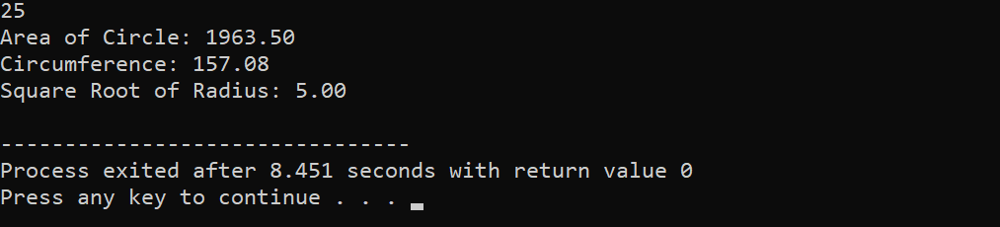 25
Area of Circle: 1963.50
Circumference: 157.08
Square Root of Radius: 5.00
--------------------------------
Process exited after 8.451 seconds with return value 0
Press any key to continue . . .